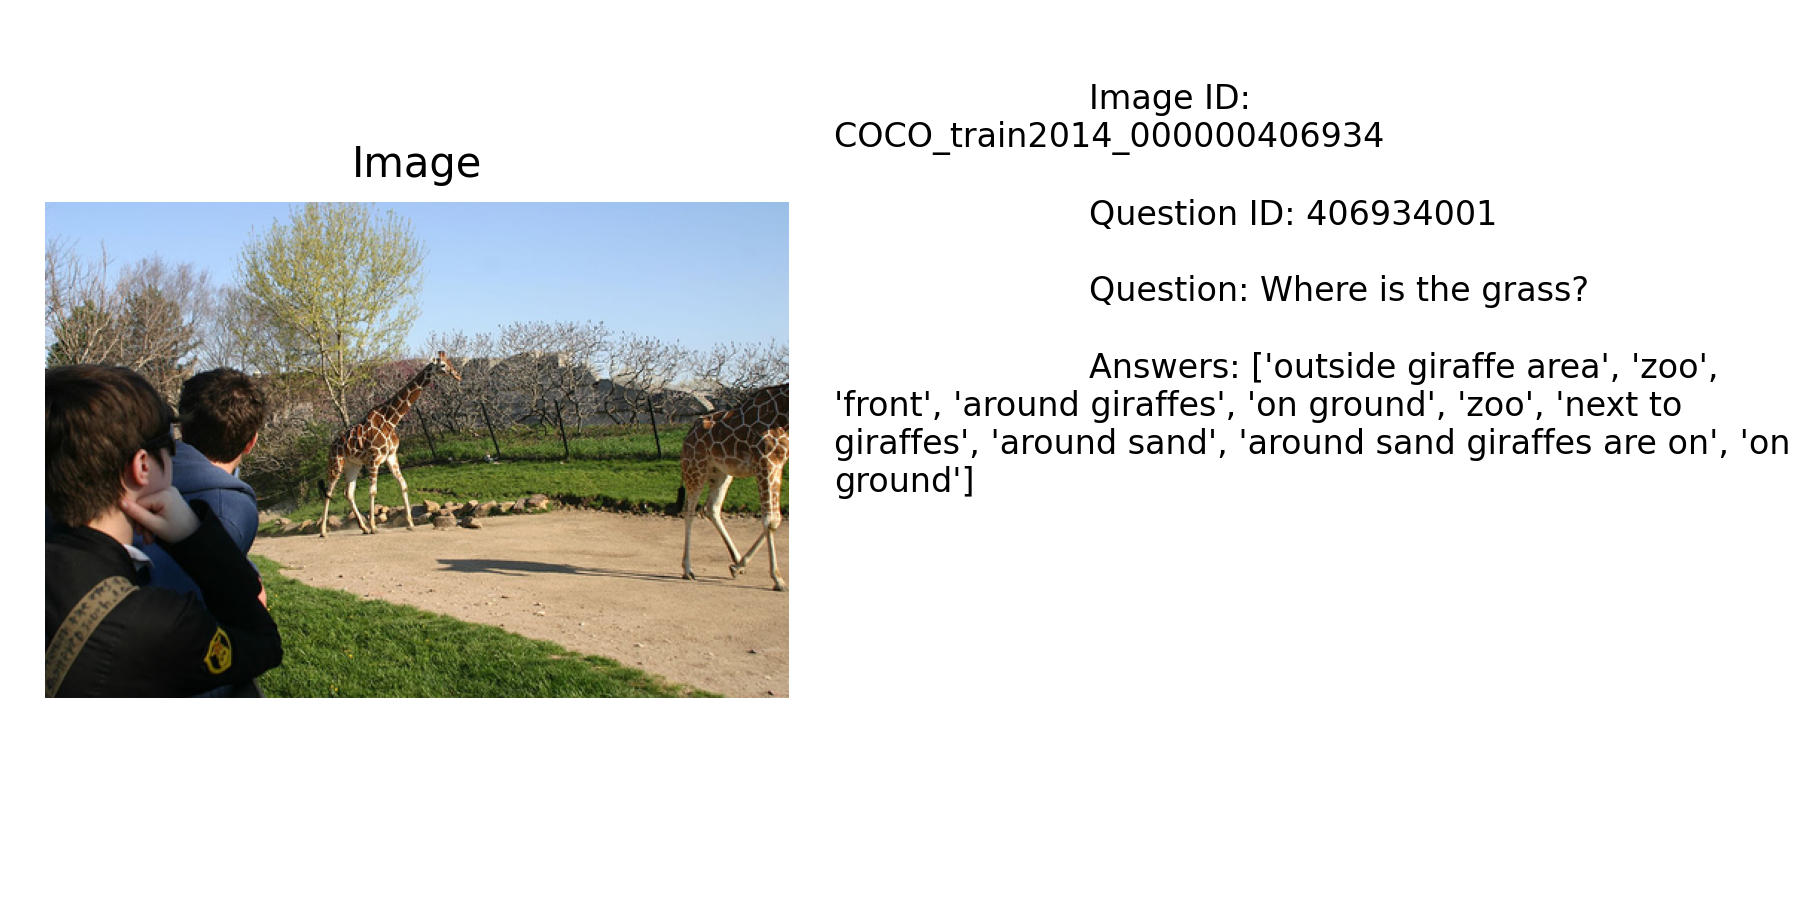 Image
Image ID:
COCO_train2014_000000406934
Question ID: 406934001
Question: Where is the grass?
Answers: ['outside giraffe area', 'zoo',
'front', 'around giraffes', 'on ground', 'zoo', 'next to
giraffes', 'around sand', 'around sand giraffes are on', 'on
ground']